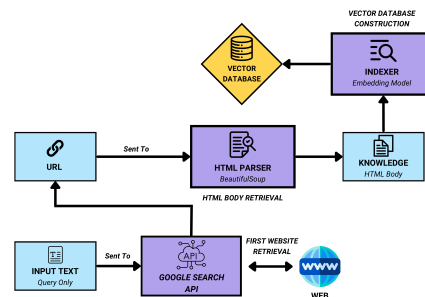 VECTOR DATABASE
CONSTRUCTION
VECTOR
DATABASE
INDEXER
Embedding Model
URL
Sent To
HTML PARSER
BeautifulSoup
KNOWLEDGE
HTML Body
HTML BODY RETRIEVAL
INPUT TEXT
Query Only
Sent To
API
GOOGLE SEARCH
API
FIRST WEBSITE
RETRIEVAL
WWW
WEB